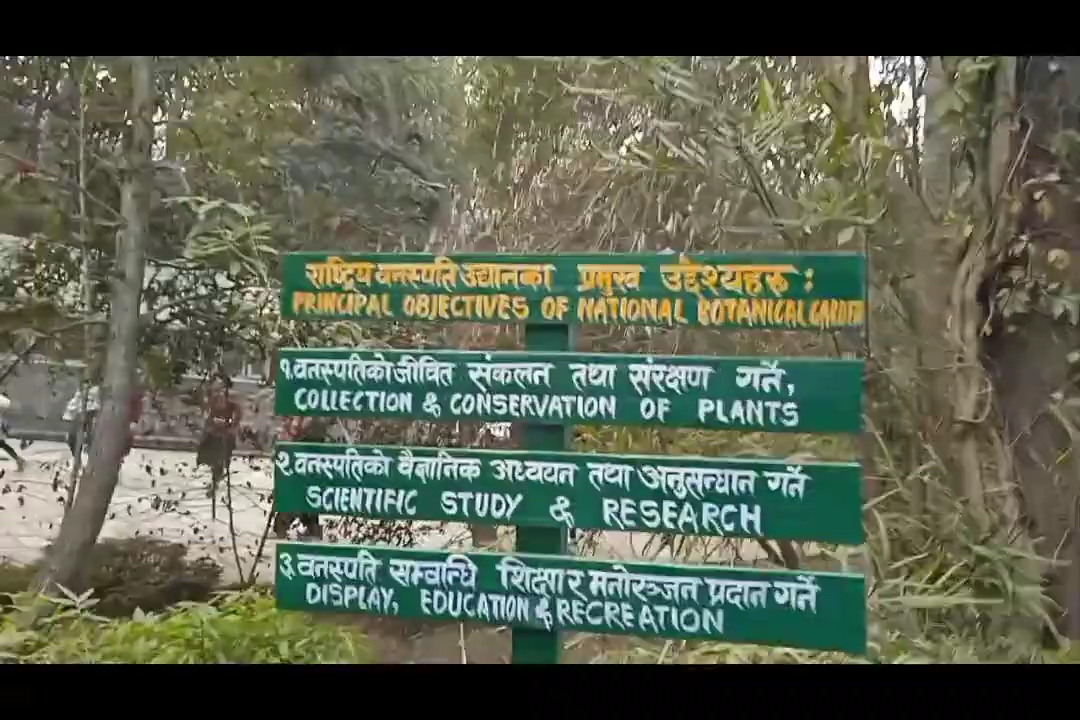 राष्ट्रिय वनस्पति उद्यानका प्रमुख उद्देश्यहरु :
PRINCIPAL OBJECTIVES OF NATIONAL BOTANICAL GARDEN
१. वनस्पतिको जीवित संकलन तथा संरक्षण गर्ने,
COLLECTION & CONSERVATION OF PLANTS
२. वनस्पतिको वैज्ञानिक अध्ययन तथा अनुसन्धान गर्ने
SCIENTIFIC STUDY & RESEARCH
३. वनस्पति सम्बन्धि शिक्षा र मनोरञ्जन प्रदान गर्ने
DISPLAY, EDUCATION & RECREATION